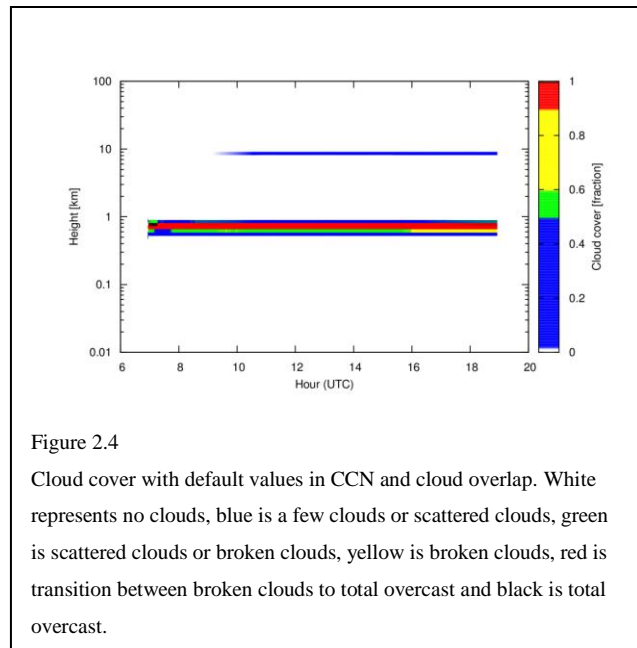 100
10
1
0.1
0.01
Height [km]
6 8 10 12 14 16 18 20
Hour (UTC)
1
0.8
0.6
0.4
0.2
0
Cloud cover [fraction]
Figure 2.4
Cloud cover with default values in CCN and cloud overlap. White
represents no clouds, blue is a few clouds or scattered clouds, green
is scattered clouds or broken clouds, yellow is broken clouds, red is
transition between broken clouds to total overcast and black is total
overcast.